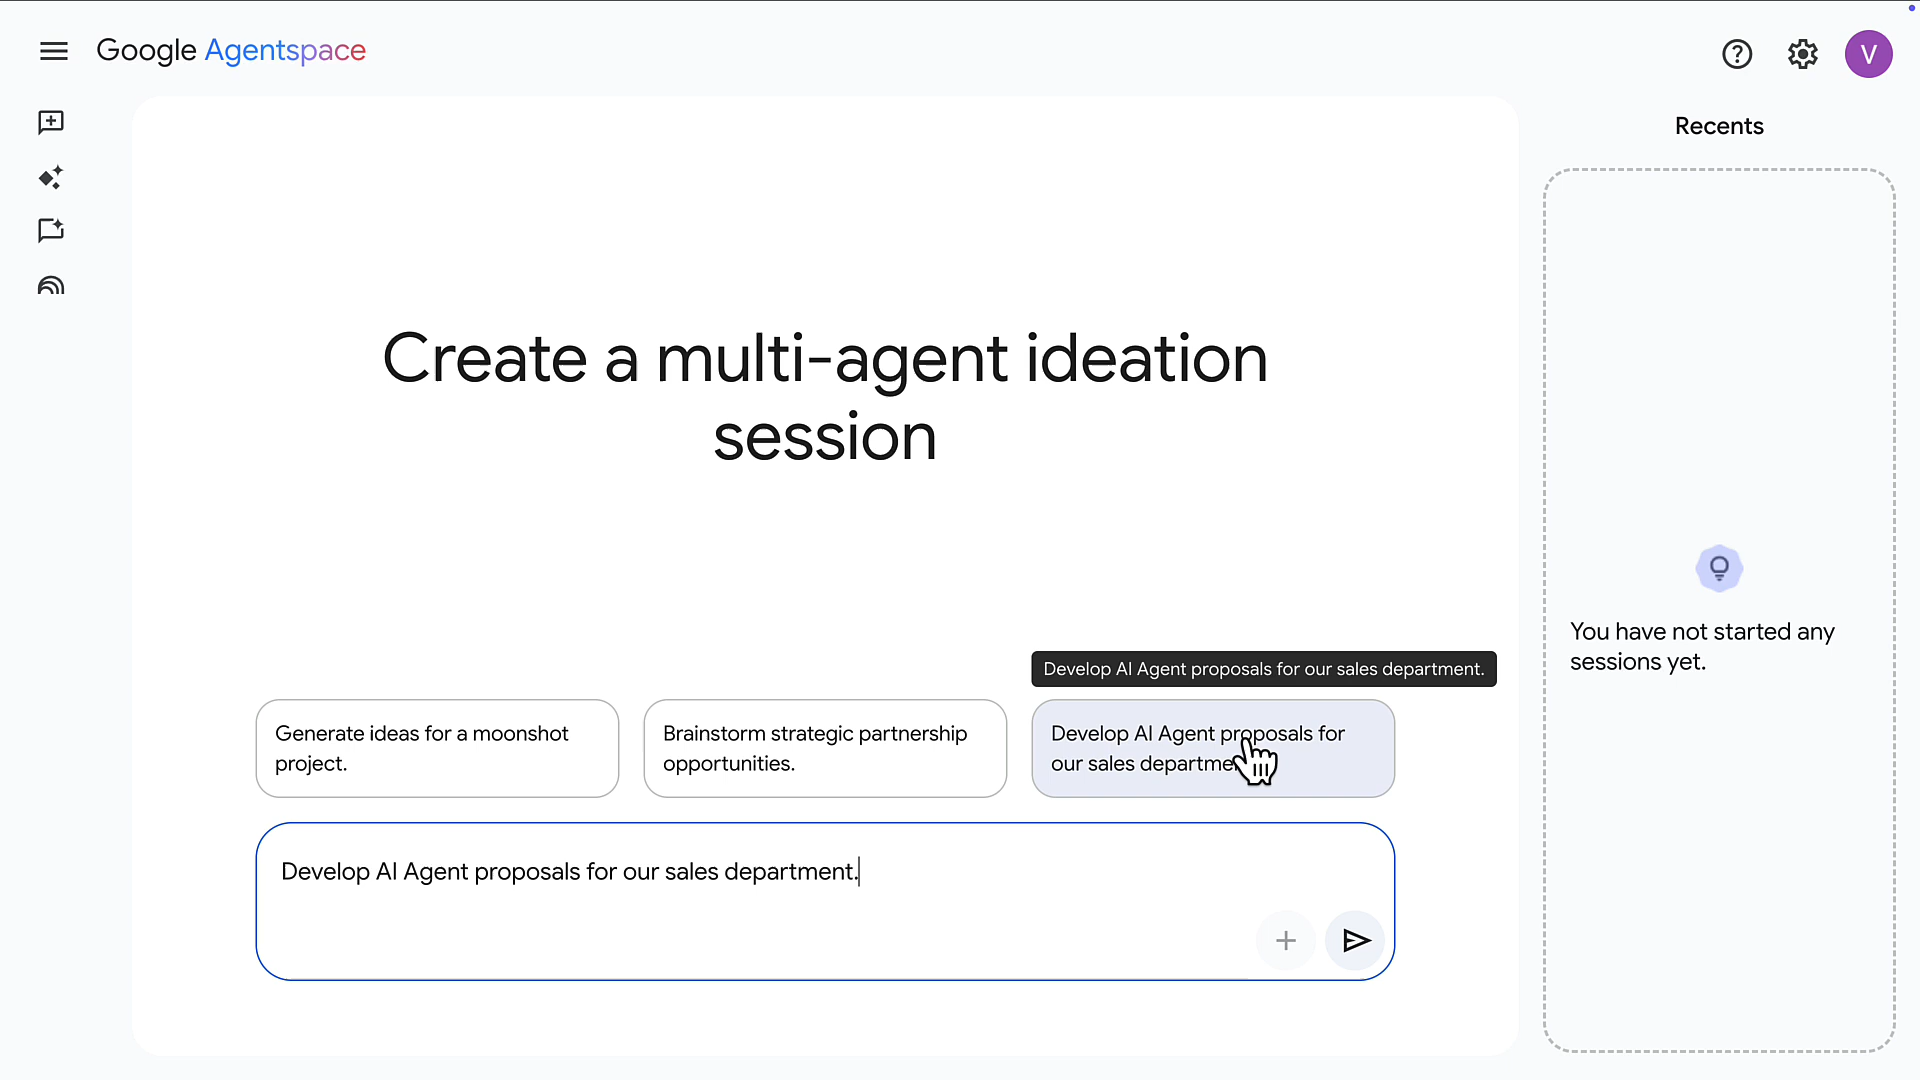 Google Agentspace
V
Recents
Create a multi-agent ideation
session
You have not started any
sessions yet.
Develop AI Agent proposals for our sales department.
Generate ideas for a moonshot
project.
Brainstorm strategic partnership
opportunities.
Develop AI Agent proposals for
our sales departme
Develop AI Agent proposals for our sales department.